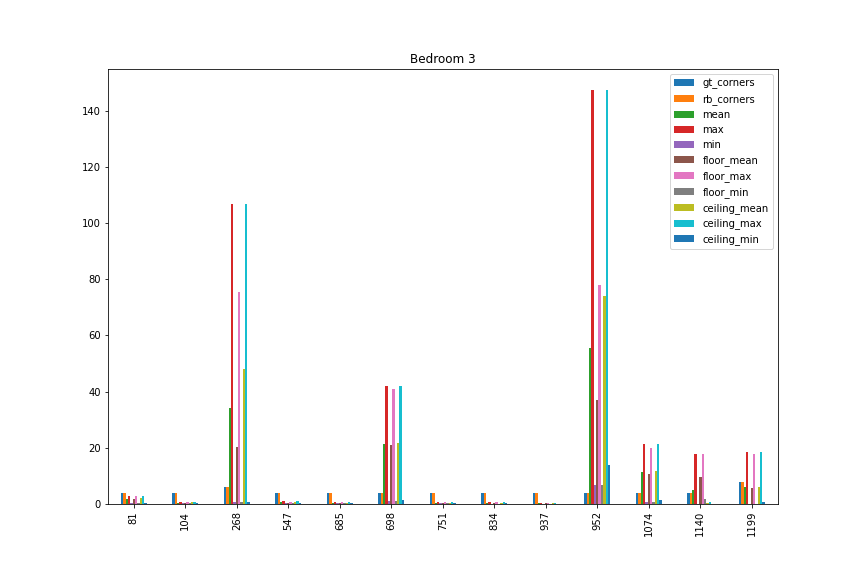 Bedroom 3
gt_corners
rb_corners
mean
max
min
floor_mean
floor_max
floor_min
ceiling_mean
ceiling_max
ceiling_min
140
120
100
80
60
40
20
0
81
104
268
547
685
698
751
834
937
952
1074
1140
1199